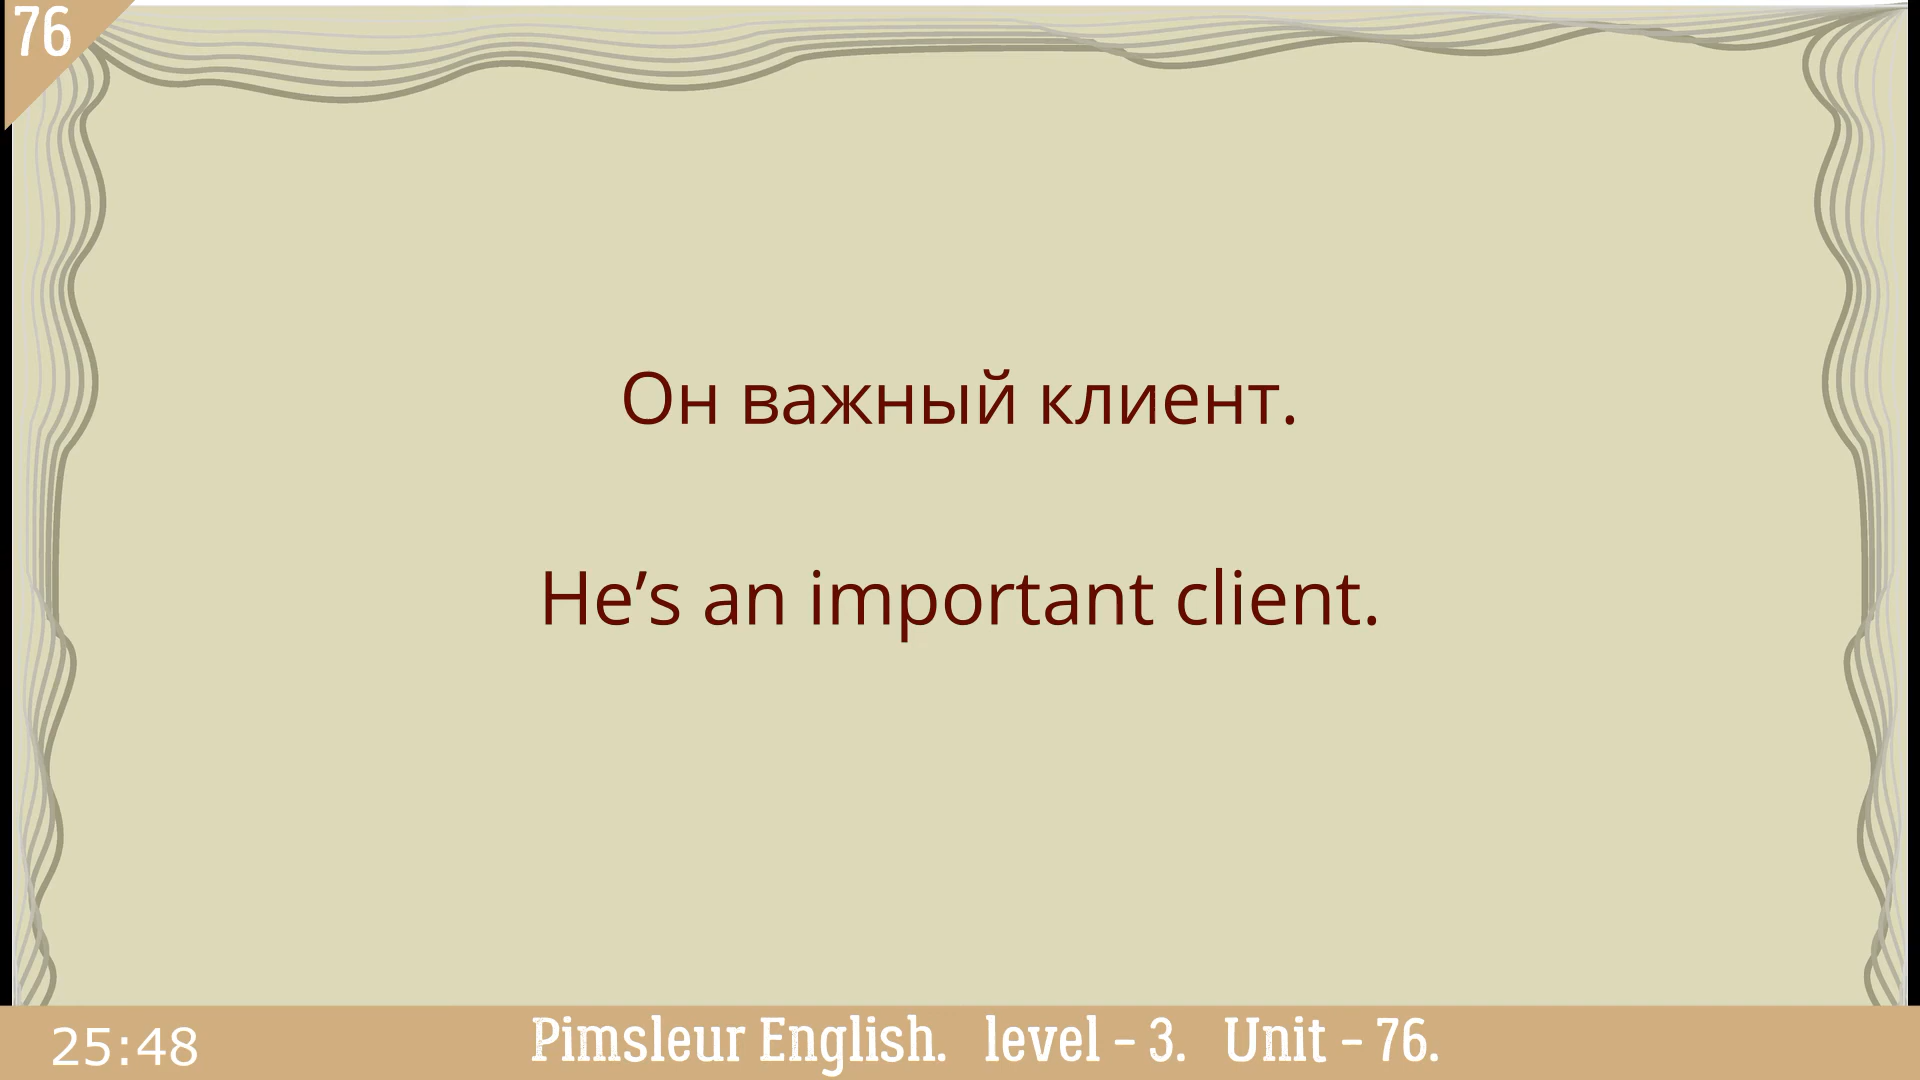 76
Он важный клиент.
He’s an important client.
25:48
Pimsleur English. level – 3. Unit – 76.